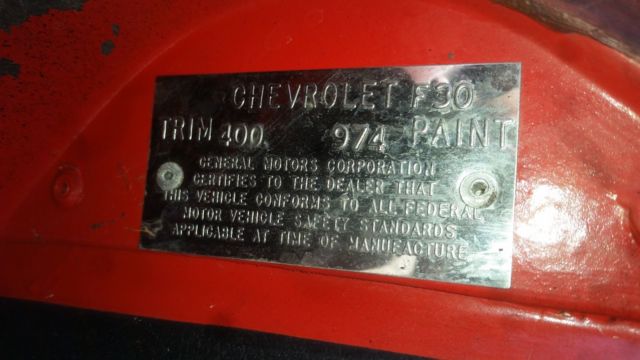 CHEVROLET F30
TRIM 400 974 PAINT
GENERAL MOTORS CORPORATION
CERTIFIES TO THE DEALER THAT
THIS VEHICLE CONFORMS TO ALL FEDERAL
MOTOR VEHICLE SAFETY STANDARDS
APPLICABLE AT TIME OF MANUFACTURE